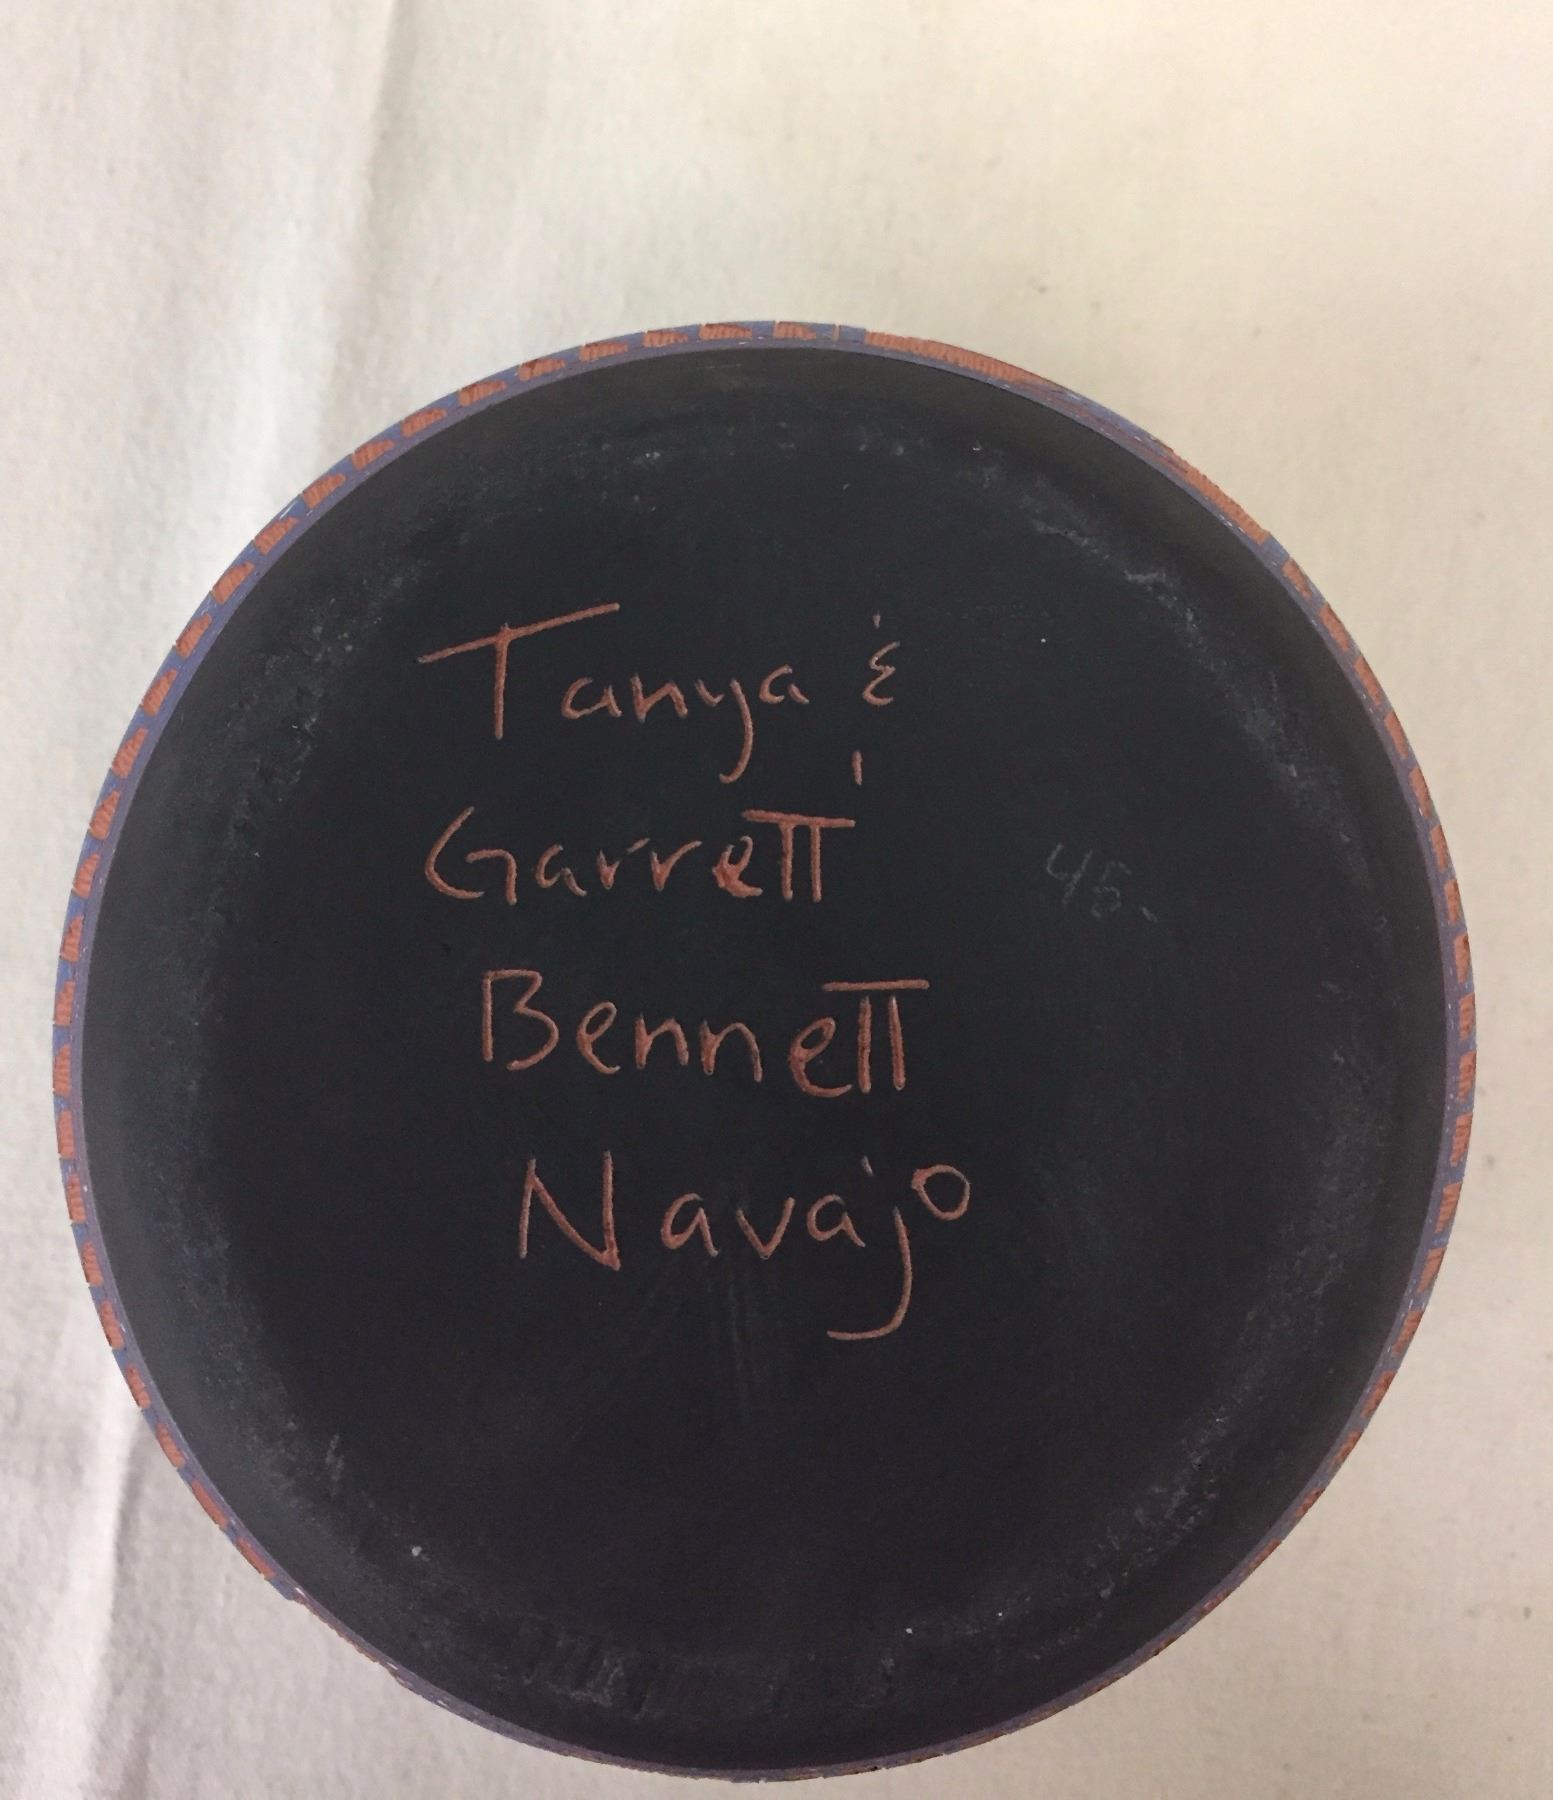 Tanya &
Garrett
Bennett
Navajo
45-